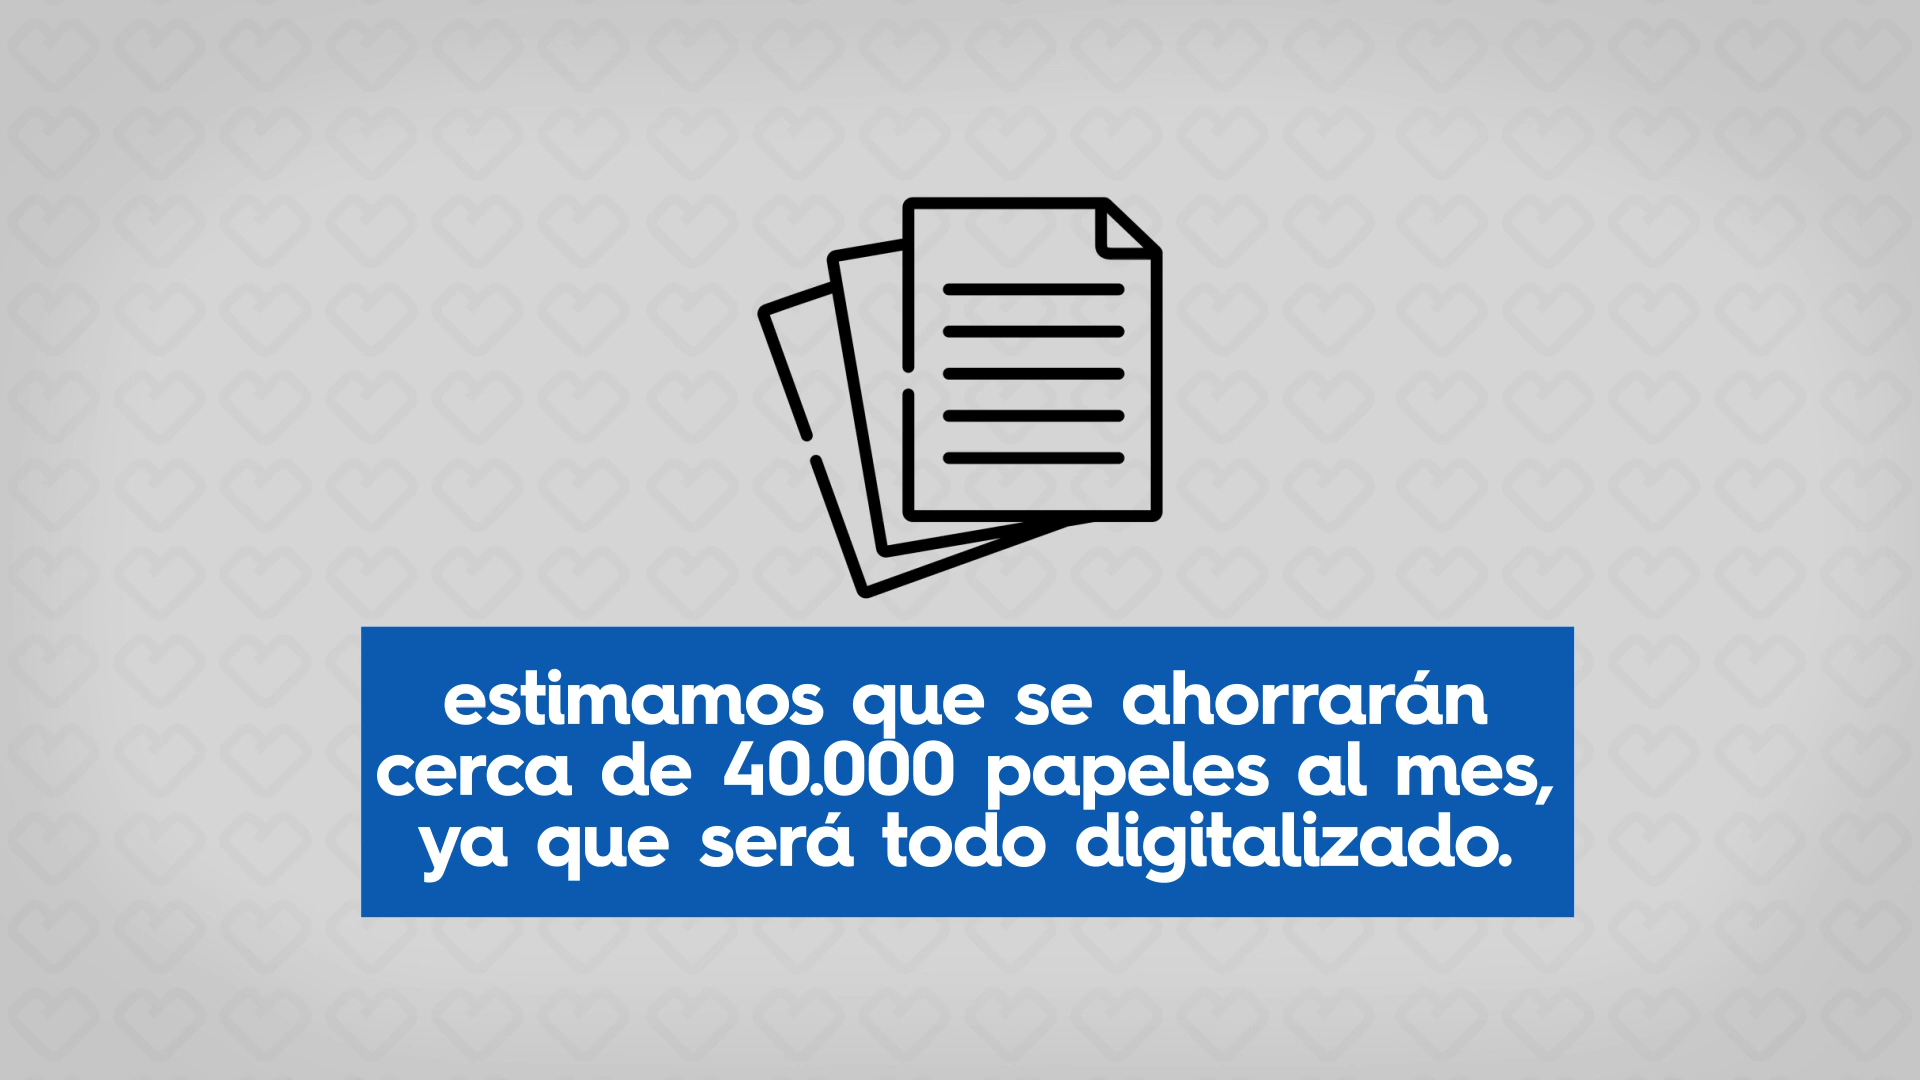 estimamos que se ahorrarán
cerca de 40.000 papeles al mes,
ya que será todo digitalizado.